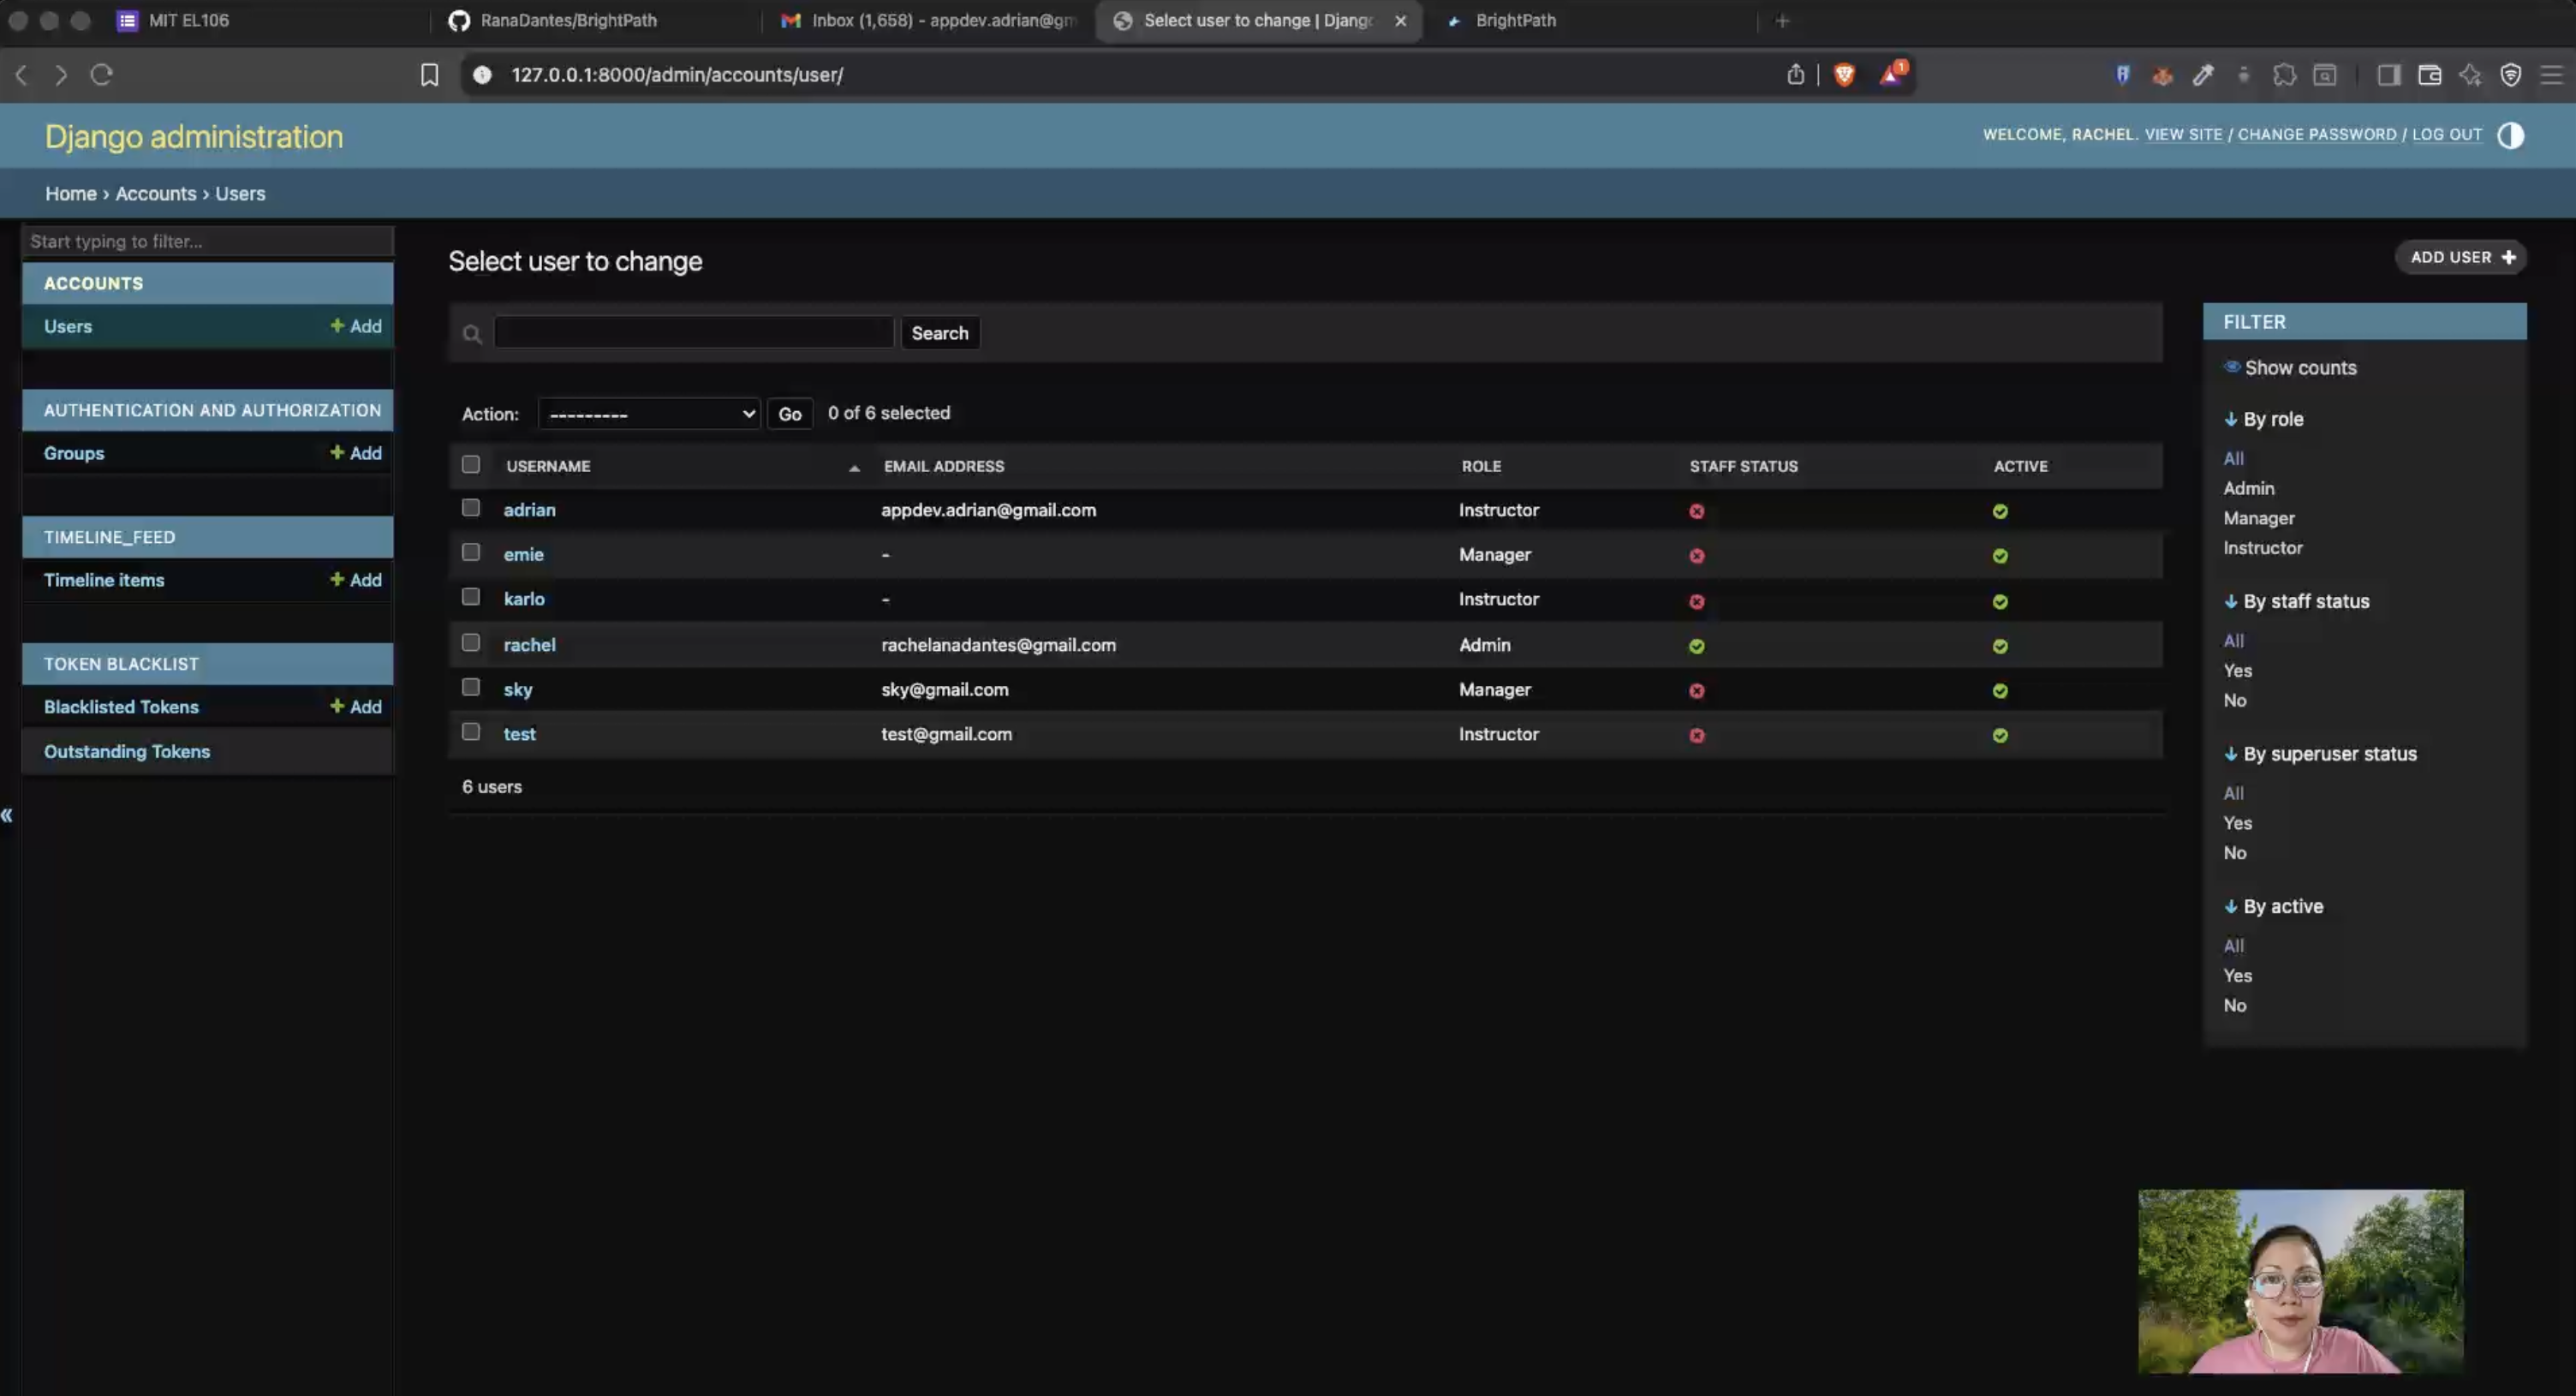 MIT EL106
RanaDantes/BrightPath
Inbox (1,658) - appdev.adrian@gm
Select user to change | Djang
BrightPath
127.0.0.1:8000/admin/accounts/user/
1
Django administration
WELCOME, RACHEL. VIEW SITE / CHANGE PASSWORD / LOG OUT
Home › Accounts › Users
Start typing to filter...
ACCOUNTS
Users + Add
AUTHENTICATION AND AUTHORIZATION
Groups + Add
TIMELINE_FEED
Timeline items + Add
TOKEN BLACKLIST
Blacklisted Tokens + Add
Outstanding Tokens
«
Select user to change
ADD USER +
Search
Action: --------- Go 0 of 6 selected
USERNAME EMAIL ADDRESS ROLE STAFF STATUS ACTIVE
adrian appdev.adrian@gmail.com Instructor
emie - Manager
karlo - Instructor
rachel rachelanadantes@gmail.com Admin
sky sky@gmail.com Manager
test test@gmail.com Instructor
6 users
FILTER
Show counts
↓ By role
All
Admin
Manager
Instructor
↓ By staff status
All
Yes
No
↓ By superuser status
All
Yes
No
↓ By active
All
Yes
No